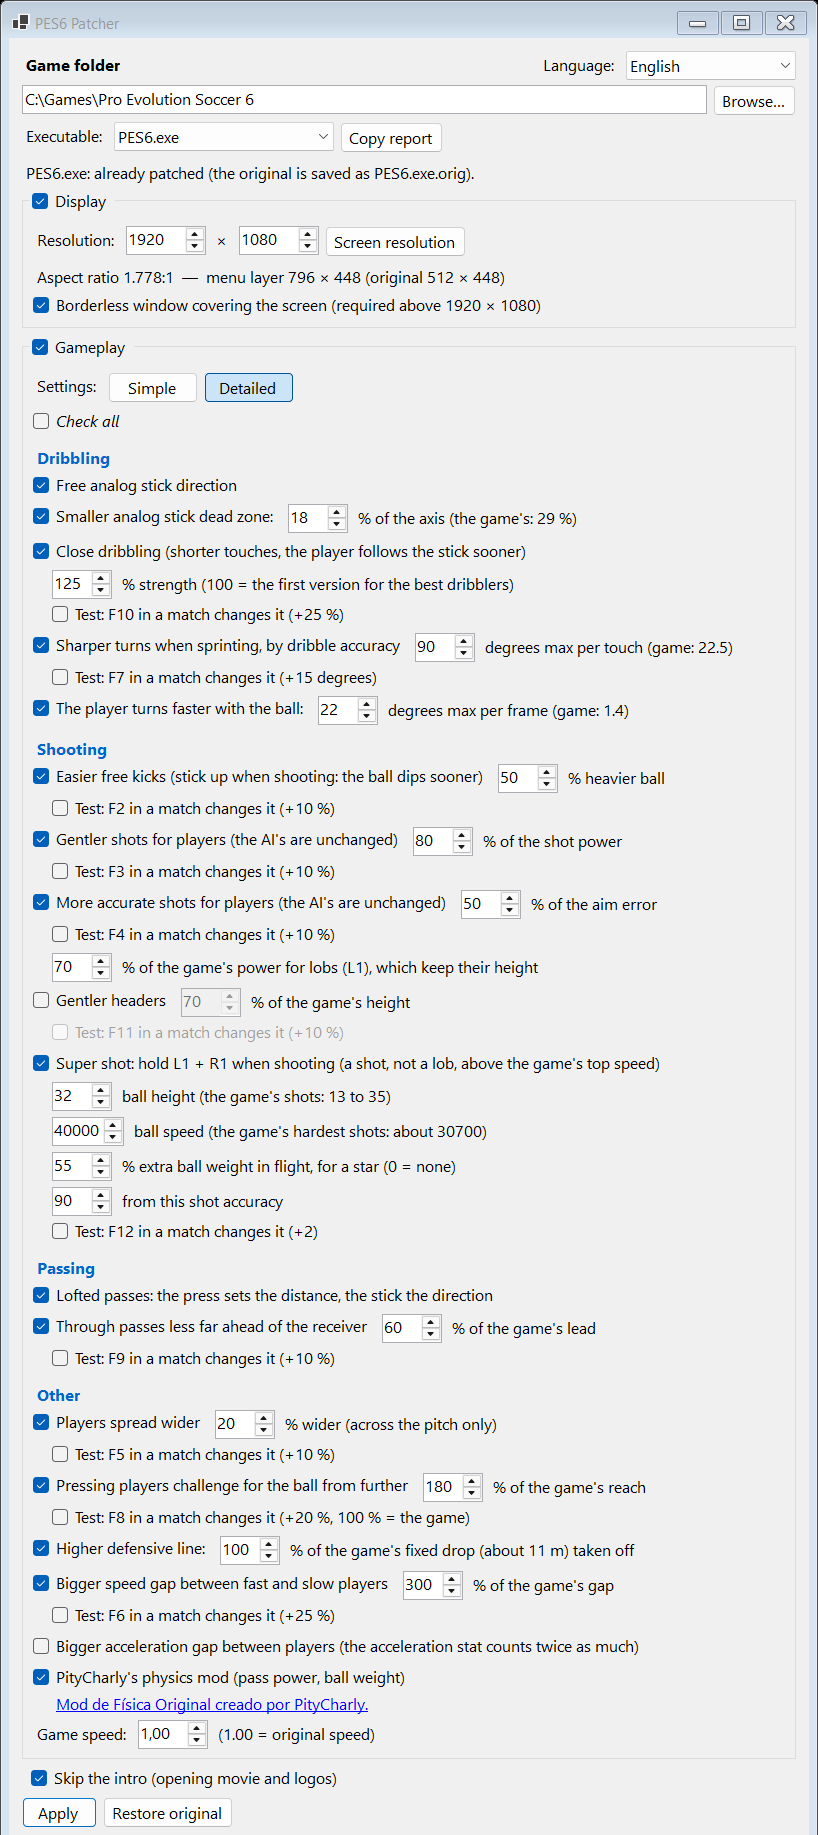 PES6 Patcher
Game folder Language: English
C:\Games\Pro Evolution Soccer 6 Browse...
Executable: PES6.exe Copy report
PES6.exe: already patched (the original is saved as PES6.exe.orig).
Display
Resolution: 1920 × 1080 Screen resolution
Aspect ratio 1.778:1 — menu layer 796 × 448 (original 512 × 448)
Borderless window covering the screen (required above 1920 × 1080)
Gameplay
Settings: Simple Detailed
Check all
Dribbling
Free analog stick direction
Smaller analog stick dead zone: 18 % of the axis (the game's: 29 %)
Close dribbling (shorter touches, the player follows the stick sooner)
125 % strength (100 = the first version for the best dribblers)
Test: F10 in a match changes it (+25 %)
Sharper turns when sprinting, by dribble accuracy 90 degrees max per touch (game: 22.5)
Test: F7 in a match changes it (+15 degrees)
The player turns faster with the ball: 22 degrees max per frame (game: 1.4)
Shooting
Easier free kicks (stick up when shooting: the ball dips sooner) 50 % heavier ball
Test: F2 in a match changes it (+10 %)
Gentler shots for players (the AI's are unchanged) 80 % of the shot power
Test: F3 in a match changes it (+10 %)
More accurate shots for players (the AI's are unchanged) 50 % of the aim error
Test: F4 in a match changes it (+10 %)
70 % of the game's power for lobs (L1), which keep their height
Gentler headers 70 % of the game's height
Test: F11 in a match changes it (+10 %)
Super shot: hold L1 + R1 when shooting (a shot, not a lob, above the game's top speed)
32 ball height (the game's shots: 13 to 35)
40000 ball speed (the game's hardest shots: about 30700)
55 % extra ball weight in flight, for a star (0 = none)
90 from this shot accuracy
Test: F12 in a match changes it (+2)
Passing
Lofted passes: the press sets the distance, the stick the direction
Through passes less far ahead of the receiver 60 % of the game's lead
Test: F9 in a match changes it (+10 %)
Other
Players spread wider 20 % wider (across the pitch only)
Test: F5 in a match changes it (+10 %)
Pressing players challenge for the ball from further 180 % of the game's reach
Test: F8 in a match changes it (+20 %, 100 % = the game)
Higher defensive line: 100 % of the game's fixed drop (about 11 m) taken off
Bigger speed gap between fast and slow players 300 % of the game's gap
Test: F6 in a match changes it (+25 %)
Bigger acceleration gap between players (the acceleration stat counts twice as much)
PityCharly's physics mod (pass power, ball weight)
Mod de Física Original creado por PityCharly.
Game speed: 1,00 (1.00 = original speed)
Skip the intro (opening movie and logos)
Apply Restore original